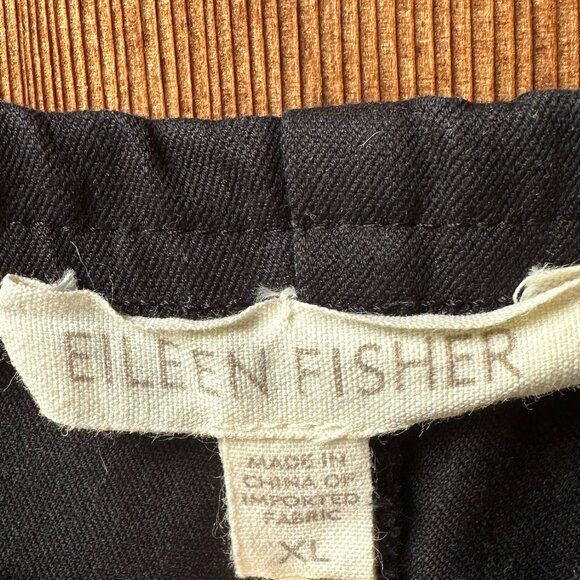 EILEEN FISHER
MADE IN
CHINA OF
IMPORTED
FABRIC
XL